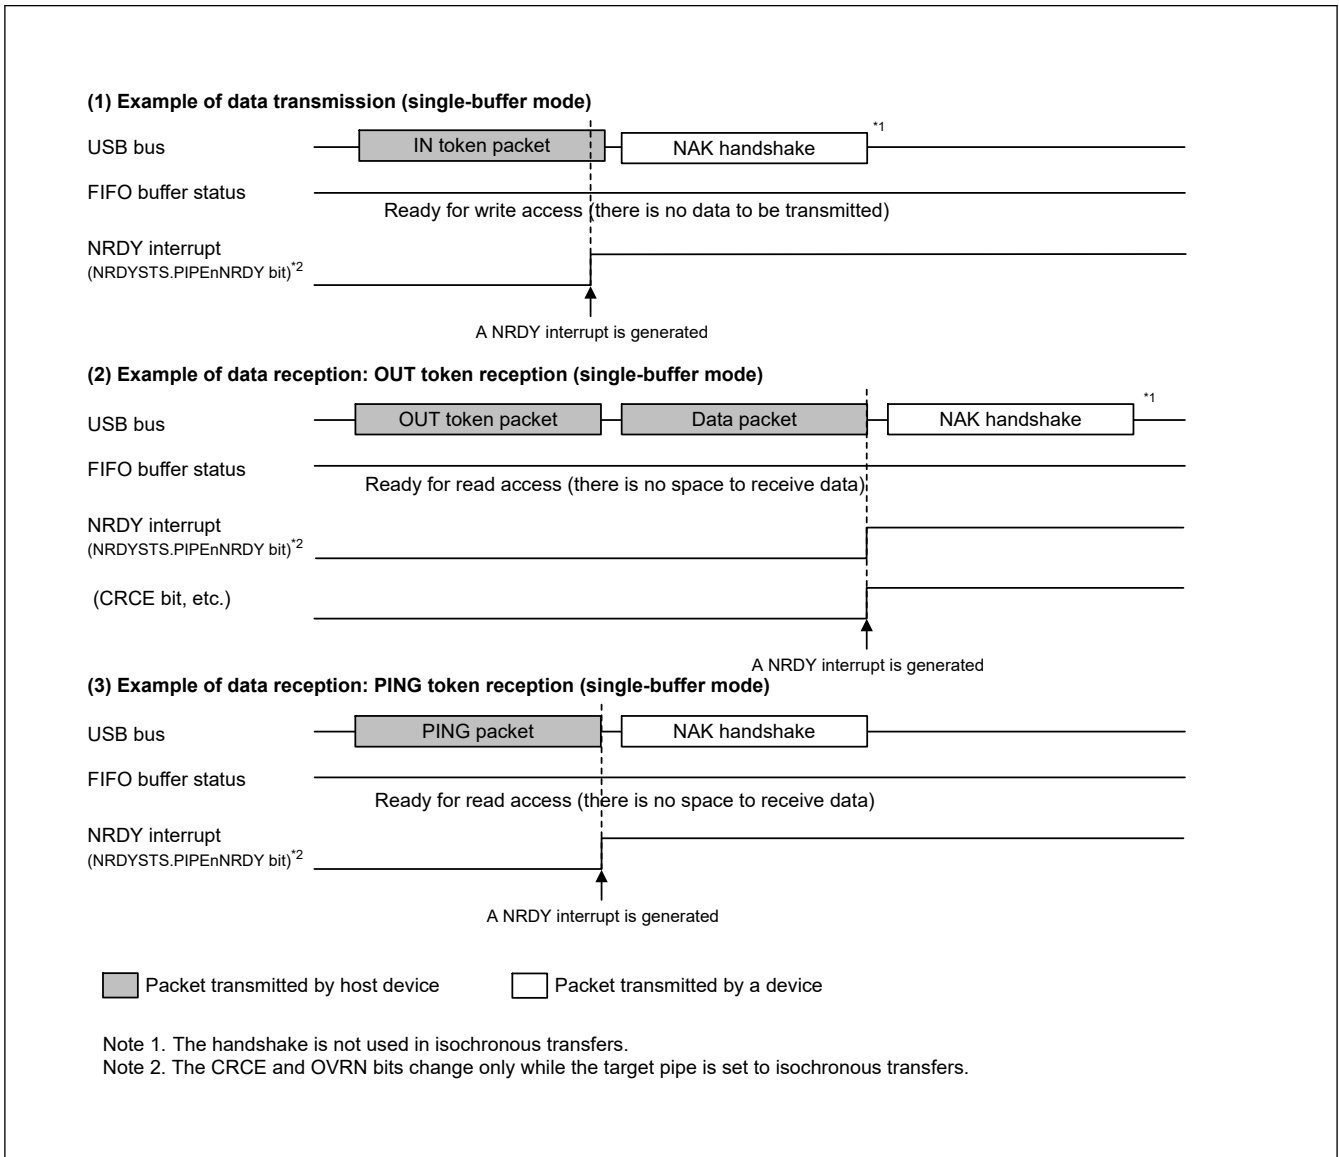 (1) Example of data transmission (single-buffer mode)
USB bus
IN token packet
NAK handshake
*1
FIFO buffer status
Ready for write access (there is no data to be transmitted)
NRDY interrupt
(NRDYSTS.PIPEnNRDY bit)*2
A NRDY interrupt is generated
(2) Example of data reception: OUT token reception (single-buffer mode)
USB bus
OUT token packet
Data packet
NAK handshake
*1
FIFO buffer status
Ready for read access (there is no space to receive data)
NRDY interrupt
(NRDYSTS.PIPEnNRDY bit)*2
(CRCE bit, etc.)
A NRDY interrupt is generated
(3) Example of data reception: PING token reception (single-buffer mode)
USB bus
PING packet
NAK handshake
FIFO buffer status
Ready for read access (there is no space to receive data)
NRDY interrupt
(NRDYSTS.PIPEnNRDY bit)*2
A NRDY interrupt is generated
Packet transmitted by host device
Packet transmitted by a device
Note 1. The handshake is not used in isochronous transfers.
Note 2. The CRCE and OVRN bits change only while the target pipe is set to isochronous transfers.